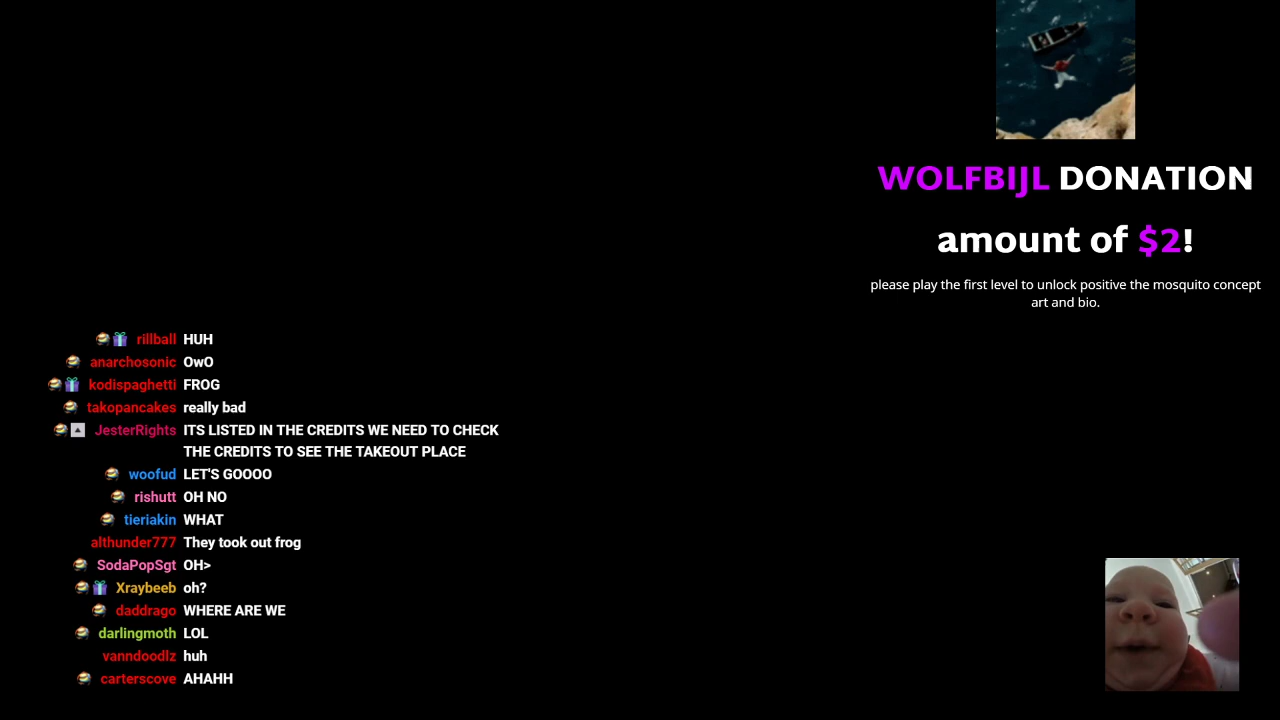 WOLFBIJL DONATION
amount of $2!
please play the first level to unlock positive the mosquito concept
art and bio.
rillball HUH
anarchosonic OwO
kodispaghetti FROG
takopancakes really bad
JesterRights ITS LISTED IN THE CREDITS WE NEED TO CHECK
THE CREDITS TO SEE THE TAKEOUT PLACE
woofud LET'S GOOOO
rishutt OH NO
tieriakin WHAT
althunder777 They took out frog
SodaPopSgt OH>
Xraybeeb oh?
daddrago WHERE ARE WE
darlingmoth LOL
vanndoodlz huh
carterscove AHAHH